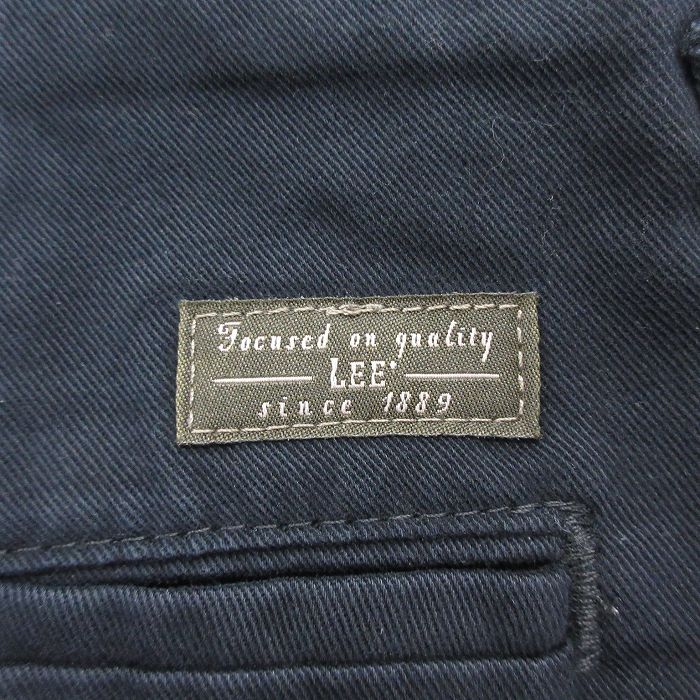 Focused on quality
LEE®
since 1889